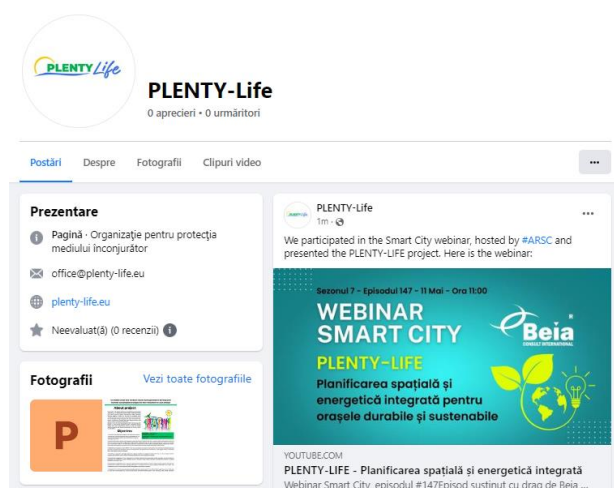 PLENTY Life
PLENTY-Life
0 aprecieri • 0 urmăritori
Postări Despre Fotografii Clipuri video
Prezentare
Pagină · Organizație pentru protecția
mediului înconjurător
office@plenty-life.eu
plenty-life.eu
Neevaluat(ă) (0 recenzii)
Fotografii Vezi toate fotografiile
P
PLENTY-Life
1m
We participated in the Smart City webinar, hosted by #ARSC and
presented the PLENTY-LIFE project. Here is the webinar:
Sezonul 7 - Episodul 147 - 11 Mai - Ora 11:00
WEBINAR
SMART CITY
Beia
CONSULT INTERNATIONAL
PLENTY-LIFE
Planificarea spațială și
energetică integrată pentru
orașele durabile și sustenabile
YOUTUBE.COM
PLENTY-LIFE - Planificarea spațială și energetică integrată
Webinar Smart City, episodul #147Episod susținut cu drag de Beia ...